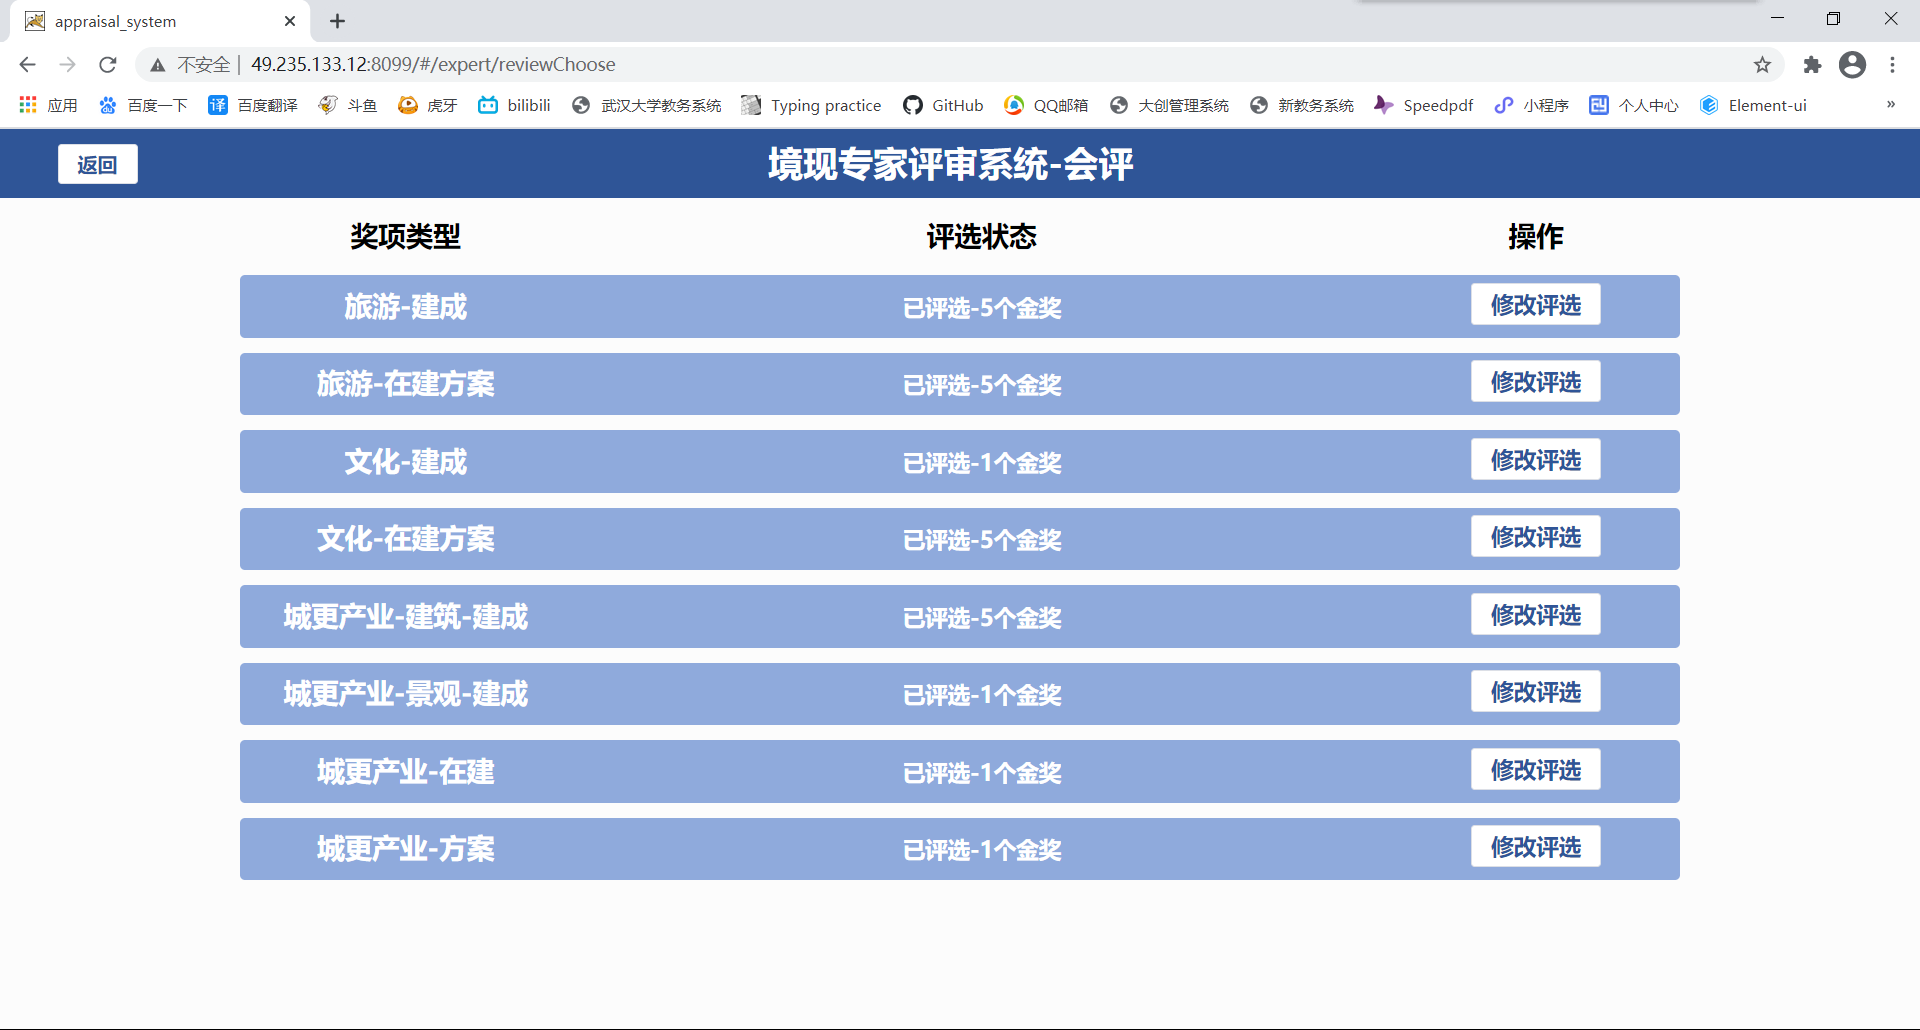 appraisal_system
不安全 | 49.235.133.12:8099/#/expert/reviewChoose
应用 百度一下 译 百度翻译 斗鱼 虎牙 bilibili 武汉大学教务系统 Typing practice GitHub QQ邮箱 大创管理系统 新教务系统 Speedpdf 小程序 个人中心 Element-ui »
返回 境现专家评审系统-会评
奖项类型 评选状态 操作
旅游-建成 已评选-5个金奖 修改评选
旅游-在建方案 已评选-5个金奖 修改评选
文化-建成 已评选-1个金奖 修改评选
文化-在建方案 已评选-5个金奖 修改评选
城更产业-建筑-建成 已评选-5个金奖 修改评选
城更产业-景观-建成 已评选-1个金奖 修改评选
城更产业-在建 已评选-1个金奖 修改评选
城更产业-方案 已评选-1个金奖 修改评选